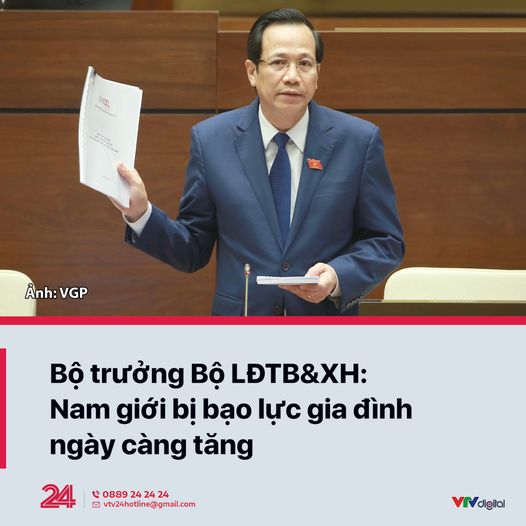 Ảnh: VGP
Bộ trưởng Bộ LĐTB&XH:
Nam giới bị bạo lực gia đình
ngày càng tăng
24
0889 24 24 24
vtv24hotline@gmail.com
VTVdigital